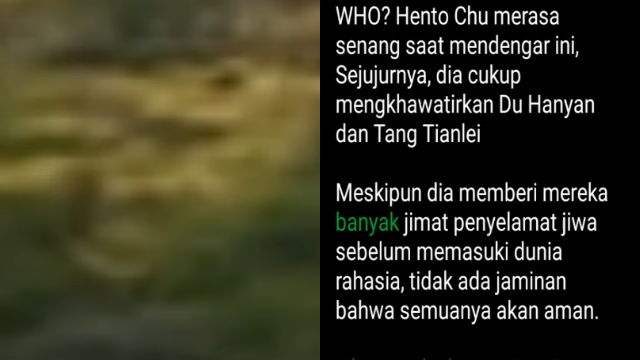 WHO? Hento Chu merasa
senang saat mendengar ini,
Sejujurnya, dia cukup
mengkhawatirkan Du Hanyan
dan Tang Tianlei
Meskipun dia memberi mereka
banyak jimat penyelamat jiwa
sebelum memasuki dunia
rahasia, tidak ada jaminan
bahwa semuanya akan aman.